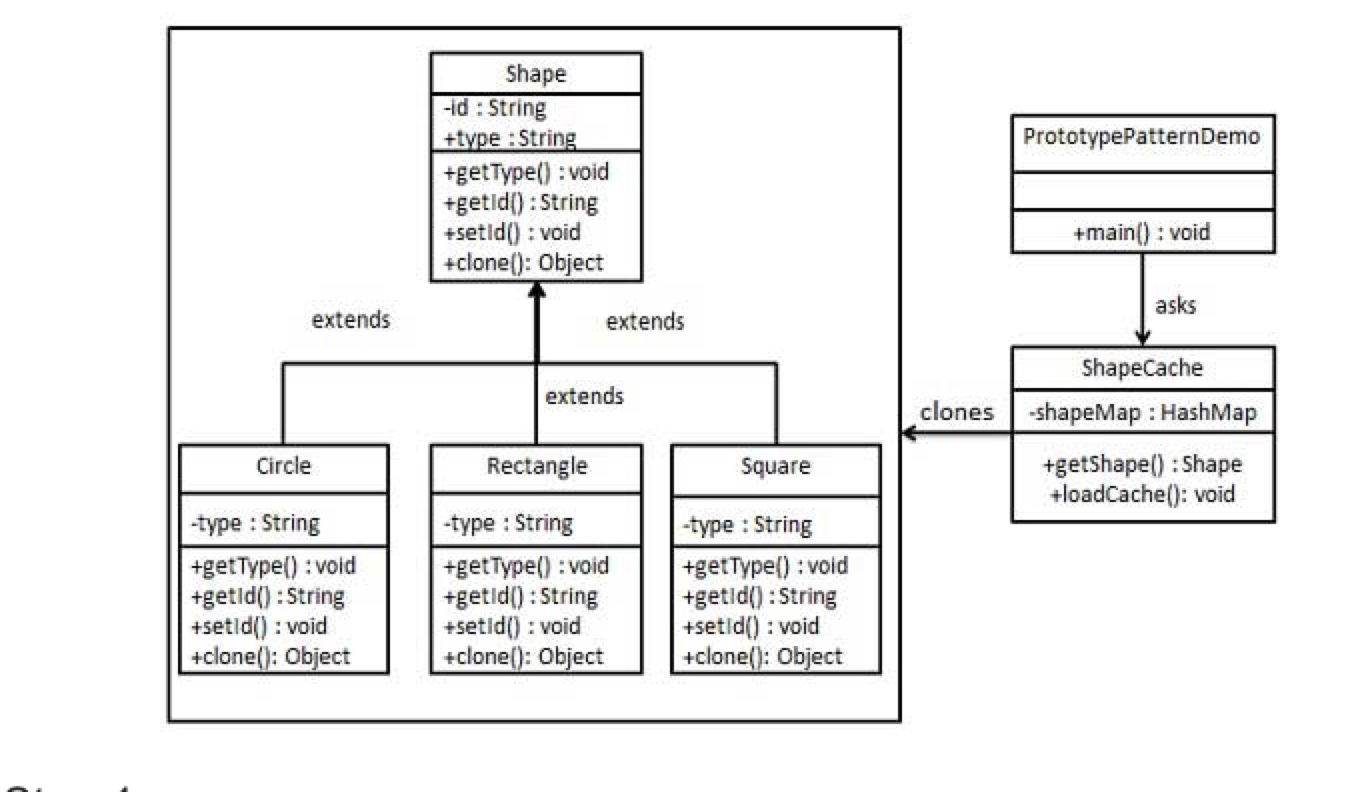 Shape
-id : String
+type : String
+getType() : void
+getId() : String
+setId() : void
+clone(): Object
PrototypePatternDemo
+main() : void
asks
extends
extends
extends
ShapeCache
-shapeMap : HashMap
+getShape() : Shape
+loadCache(): void
clones
Circle
-type : String
+getType() : void
+getId() : String
+setId() : void
+clone(): Object
Rectangle
-type : String
+getType() : void
+getId() : String
+setId() : void
+clone(): Object
Square
-type : String
+getType() : void
+getId() : String
+setId() : void
+clone(): Object